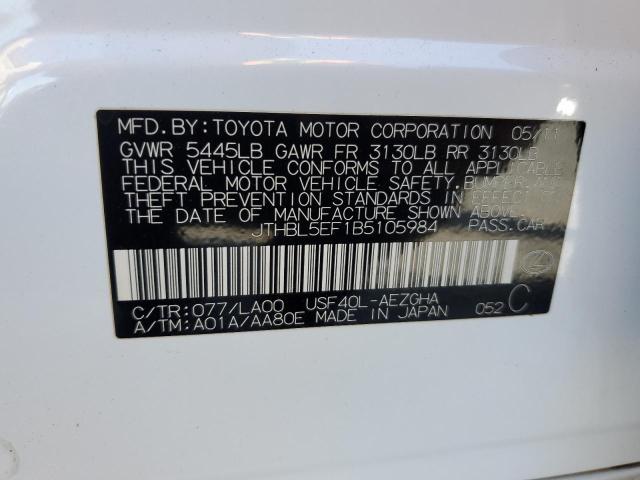 MFD.BY:TOYOTA MOTOR CORPORATION 05/11
GVWR 5445LB GAWR FR 3130LB RR 3130LB
THIS VEHICLE CONFORMS TO ALL APPLICABLE
FEDERAL MOTOR VEHICLE SAFETY, BUMPER, AND
THEFT PREVENTION STANDARDS IN EFFECT ON
THE DATE OF MANUFACTURE SHOWN ABOVE.
JTHBL5EF1B5105984 PASS.CAR
C/TR:077/LA00 USF40L-AEZGHA
A/TM:A01A/AA80E MADE IN JAPAN 052 C